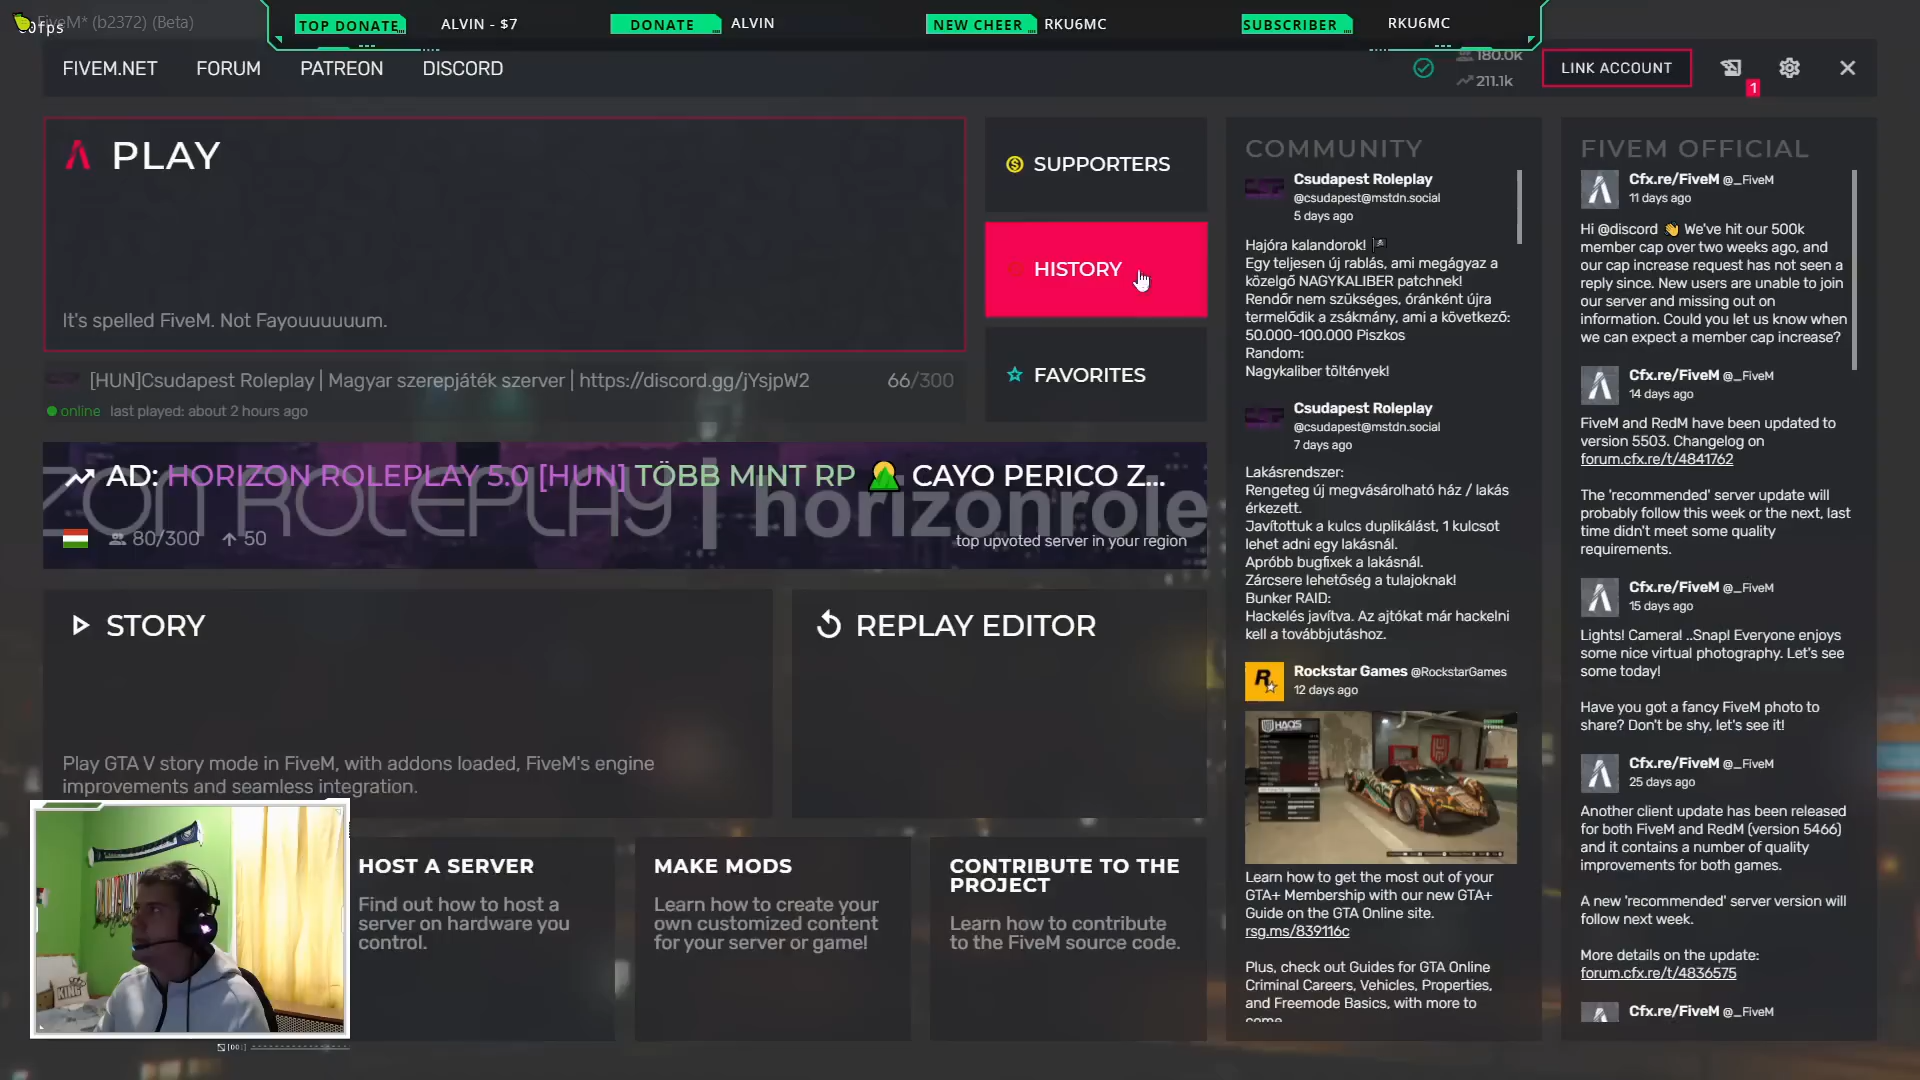 FiveM* (b2372) (Beta)
TOP DONATE
ALVIN - $7
DONATE
ALVIN
NEW CHEER
RKU6MC
SUBSCRIBER
RKU6MC
FIVEM.NET
FORUM
PATREON
DISCORD
180.0k
211.1k
LINK ACCOUNT
1
PLAY
It's spelled FiveM. Not Fayouuuuuum.
[HUN]Csudapest Roleplay | Magyar szerepjáték szerver | https://discord.gg/jYsjpW2
66/300
online
last played: about 2 hours ago
SUPPORTERS
HISTORY
FAVORITES
AD: HORIZON ROLEPLAY 5.0 [HUN] TÖBB MINT RP CAYO PERICO Z...
ZON ROLEPLAY | horizonrole
80/300
50
top upvoted server in your region
STORY
Play GTA V story mode in FiveM, with addons loaded, FiveM's engine
improvements and seamless integration.
REPLAY EDITOR
HOST A SERVER
Find out how to host a
server on hardware you
control.
MAKE MODS
Learn how to create your
own customized content
for your server or game!
CONTRIBUTE TO THE
PROJECT
Learn how to contribute
to the FiveM source code.
COMMUNITY
Csudapest Roleplay
@csudapest@mstdn.social
5 days ago
Hajóra kalandorok!
Egy teljesen új rablás, ami megágyaz a
közelgő NAGYKALIBER patchnek!
Rendőr nem szükséges, óránként újra
termelődik a zsákmány, ami a következő:
50.000-100.000 Piszkos
Random:
Nagykaliber töltények!
Csudapest Roleplay
@csudapest@mstdn.social
7 days ago
Lakásrendszer:
Rengeteg új megvásárolható ház / lakás
érkezett.
Javítottuk a kulcs duplikálást, 1 kulcsot
lehet adni egy lakásnál.
Apróbb bugfixek a lakásnál.
Zárcsere lehetőség a tulajoknak!
Bunker RAID:
Hackelés javítva. Az ajtókat már hackelni
kell a továbbjutáshoz.
Rockstar Games @RockstarGames
12 days ago
HAO'S
Learn how to get the most out of your
GTA+ Membership with our new GTA+
Guide on the GTA Online site.
rsg.ms/839116c
Plus, check out Guides for GTA Online
Criminal Careers, Vehicles, Properties,
and Freemode Basics, with more to
come
FIVEM OFFICIAL
Cfx.re/FiveM @_FiveM
11 days ago
Hi @discord We've hit our 500k
member cap over two weeks ago, and
our cap increase request has not seen a
reply since. New users are unable to join
our server and missing out on
information. Could you let us know when
we can expect a member cap increase?
Cfx.re/FiveM @_FiveM
14 days ago
FiveM and RedM have been updated to
version 5503. Changelog on
forum.cfx.re/t/4841762
The 'recommended' server update will
probably follow this week or the next, last
time didn't meet some quality
requirements.
Cfx.re/FiveM @_FiveM
15 days ago
Lights! Camera! ..Snap! Everyone enjoys
some nice virtual photography. Let's see
some today!
Have you got a fancy FiveM photo to
share? Don't be shy, let's see it!
Cfx.re/FiveM @_FiveM
25 days ago
Another client update has been released
for both FiveM and RedM (version 5466)
and it contains a number of quality
improvements for both games.
A new 'recommended' server version will
follow next week.
More details on the update:
forum.cfx.re/t/4836575
Cfx.re/FiveM @_FiveM
KING